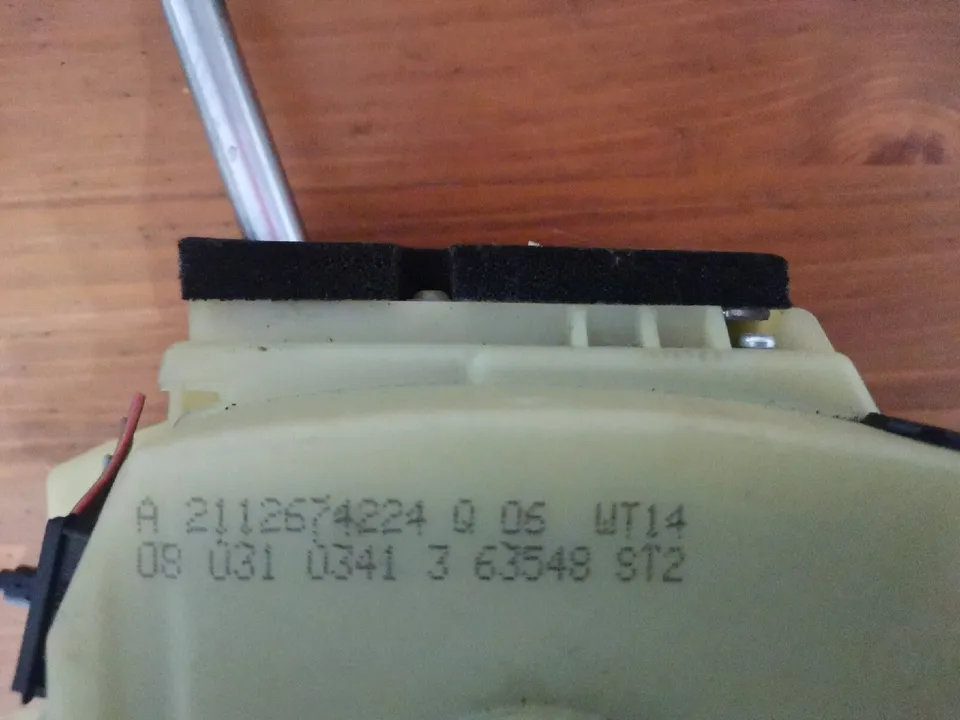 A 2112674224 Q 06 WT14
08 031 0341 3 63548 ST2